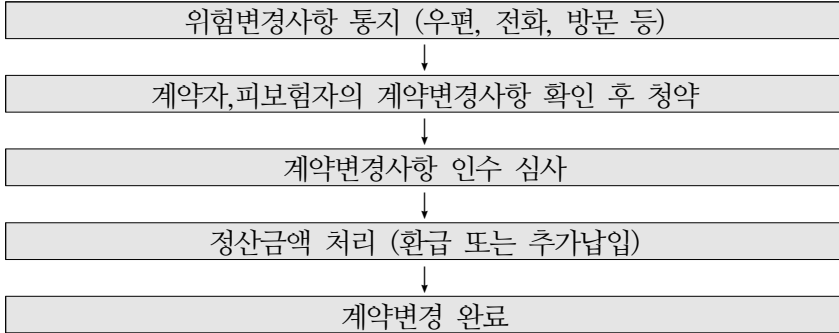 위험변경사항 통지 (우편, 전화, 방문 등)
계약자,피보험자의 계약변경사항 확인 후 청약
계약변경사항 인수 심사
정산금액 처리 (환급 또는 추가납입)
계약변경 완료